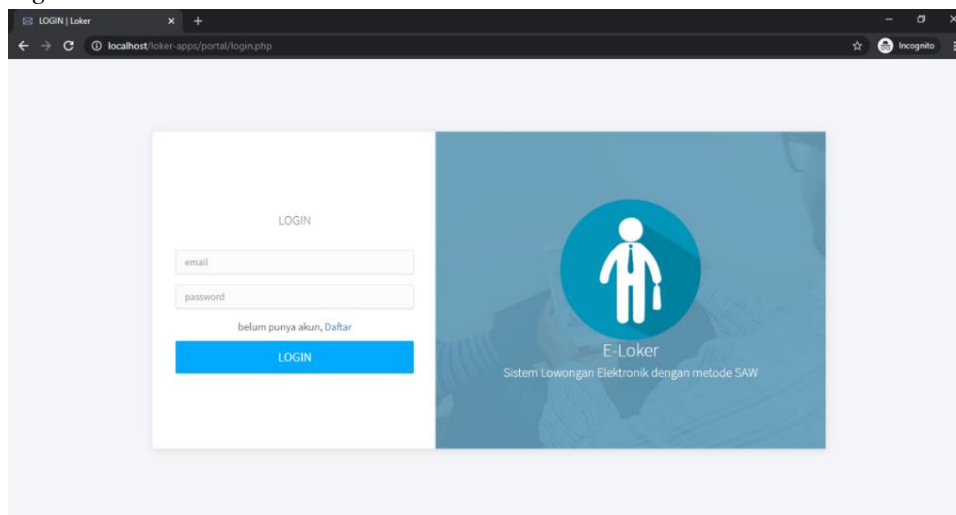 LOGIN | Loker
localhost/loker-apps/portal/login.php
Incognito
LOGIN
email
password
belum punya akun, Daftar
LOGIN
E-Loker
Sistem Lowongan Elektronik dengan metode SAW